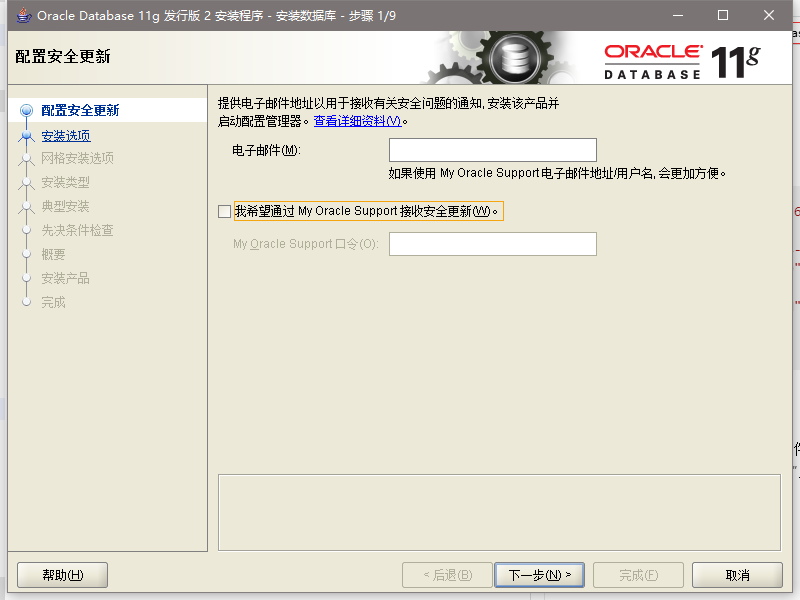 Oracle Database 11g 发行版 2 安装程序 - 安装数据库 - 步骤 1/9
配置安全更新
ORACLE
DATABASE
11g
配置安全更新
安装选项
网格安装选项
安装类型
典型安装
先决条件检查
概要
安装产品
完成
提供电子邮件地址以用于接收有关安全问题的通知, 安装该产品并
启动配置管理器。查看详细资料(V)。
电子邮件(M):
如果使用 My Oracle Support 电子邮件地址/用户名, 会更加方便。
我希望通过 My Oracle Support 接收安全更新(W)。
My Oracle Support 口令(O):
帮助(H)
< 后退(B)
下一步(N) >
完成(F)
取消